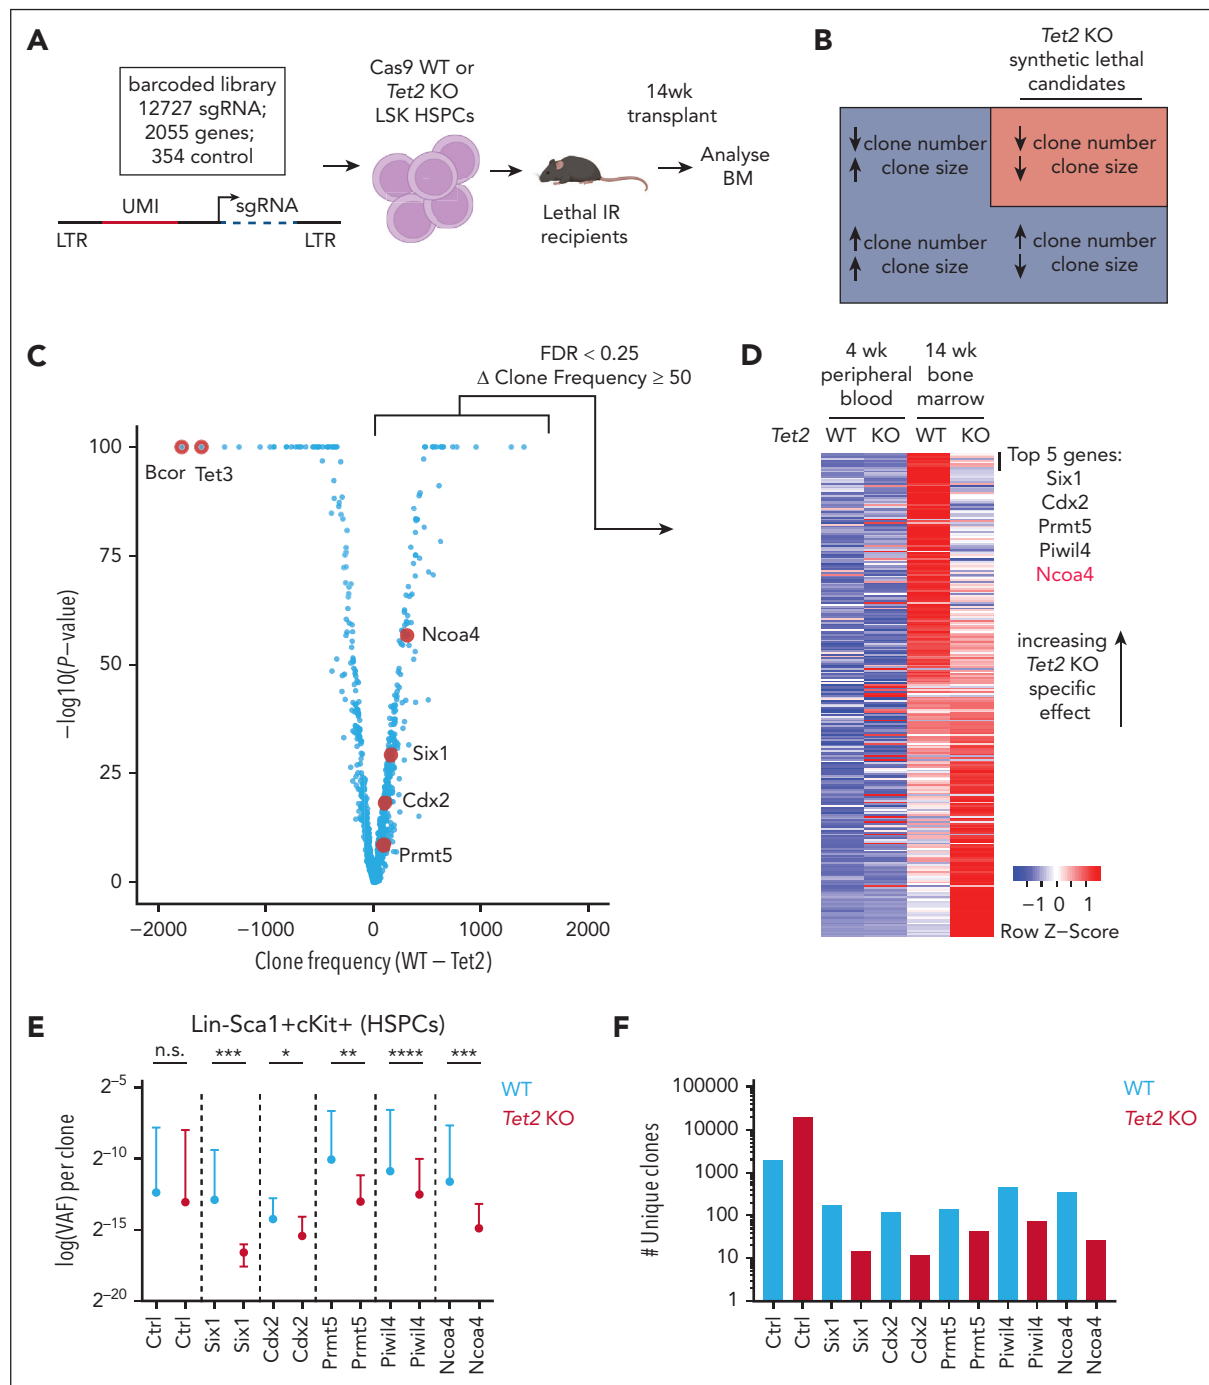 A
barcoded library
12727 sgRNA;
2055 genes;
354 control
UMI
sgRNA
LTR
LTR
Cas9 WT or
Tet2 KO
LSK HSPCs
Lethal IR
recipients
14wk
transplant
Analyse
BM
B
Tet2 KO
synthetic lethal
candidates
↓ clone number
↑ clone size
↓ clone number
↓ clone size
↑ clone number
↑ clone size
↑ clone number
↓ clone size
C
FDR < 0.25
Δ Clone Frequency ≥ 50
−log10(P−value)
100
75
50
25
0
Bcor
Tet3
Ncoa4
Six1
Cdx2
Prmt5
−2000
−1000
0
1000
2000
Clone frequency (WT − Tet2)
D
4 wk
peripheral
blood
14 wk
bone
marrow
Tet2 WT KO WT KO
Top 5 genes:
Six1
Cdx2
Prmt5
Piwil4
Ncoa4
increasing
Tet2 KO
specific
effect
−1 0 1
Row Z−Score
E
Lin-Sca1+cKit+ (HSPCs)
n.s. *** * ** **** ***
WT
Tet2 KO
log(VAF) per clone
2−5
2−10
2−15
2−20
Ctrl
Ctrl
Six1
Six1
Cdx2
Cdx2
Prmt5
Prmt5
Piwil4
Piwil4
Ncoa4
Ncoa4
F
WT
Tet2 KO
# Unique clones
100000
10000
1000
100
10
1
Ctrl
Ctrl
Six1
Six1
Cdx2
Cdx2
Prmt5
Prmt5
Piwil4
Piwil4
Ncoa4
Ncoa4